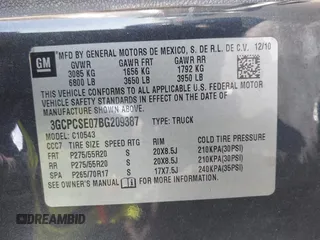 GM MFD BY GENERAL MOTORS DE MEXICO, S. DE R.L. DE C.V. 12/10
GVWR GAWR FRT GAWR RR
3085 KG 1656 KG 1792 KG
6800 LB 3650 LB 3950 LB
THIS VEHICLE CONFORMS TO ALL APPLICABLE U.S. FEDERAL MOTOR
VEHICLE SAFETY AND THEFT PREVENTION STANDARDS IN EFFECT ON
THE DATE OF MANUFACTURE SHOWN ABOVE.
3GCPCSE07BG209387 TYPE: TRUCK
MODEL: C10543
CCC7 TIRE SIZE SPEED RTG RIM COLD TIRE PRESSURE
FRT P275/55R20 S 20X8.5J 210KPA(30PSI)
RR P275/55R20 S 20X8.5J 210KPA(30PSI)
SPA P265/70R17 S 17X7.5J 240KPA(35PSI)
SEE OWNER'S MANUAL FOR ADDITIONAL INFORMATION.
DREAMBID